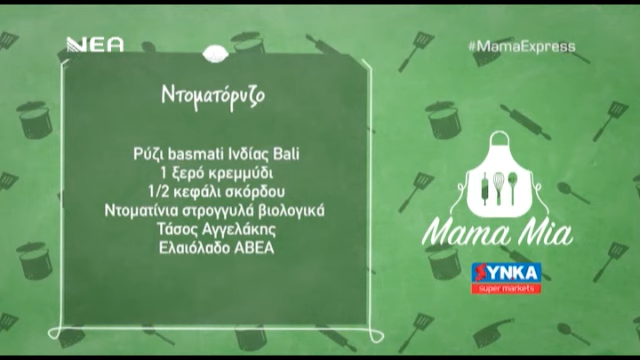 NEA
#MamaExpress
Ντοματόρυζο
Ρύζι basmati Ινδίας Bali
1 ξερό κρεμμύδι
1/2 κεφάλι σκόρδου
Ντοματίνια στρογγυλά βιολογικά
Τάσος Αγγελάκης
Ελαιόλαδο ΑΒΕΑ
Mama Mia
SYNKA
super markets